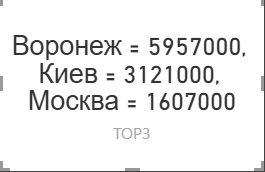 Воронеж = 5957000,
Киев = 3121000,
Москва = 1607000
TOP3